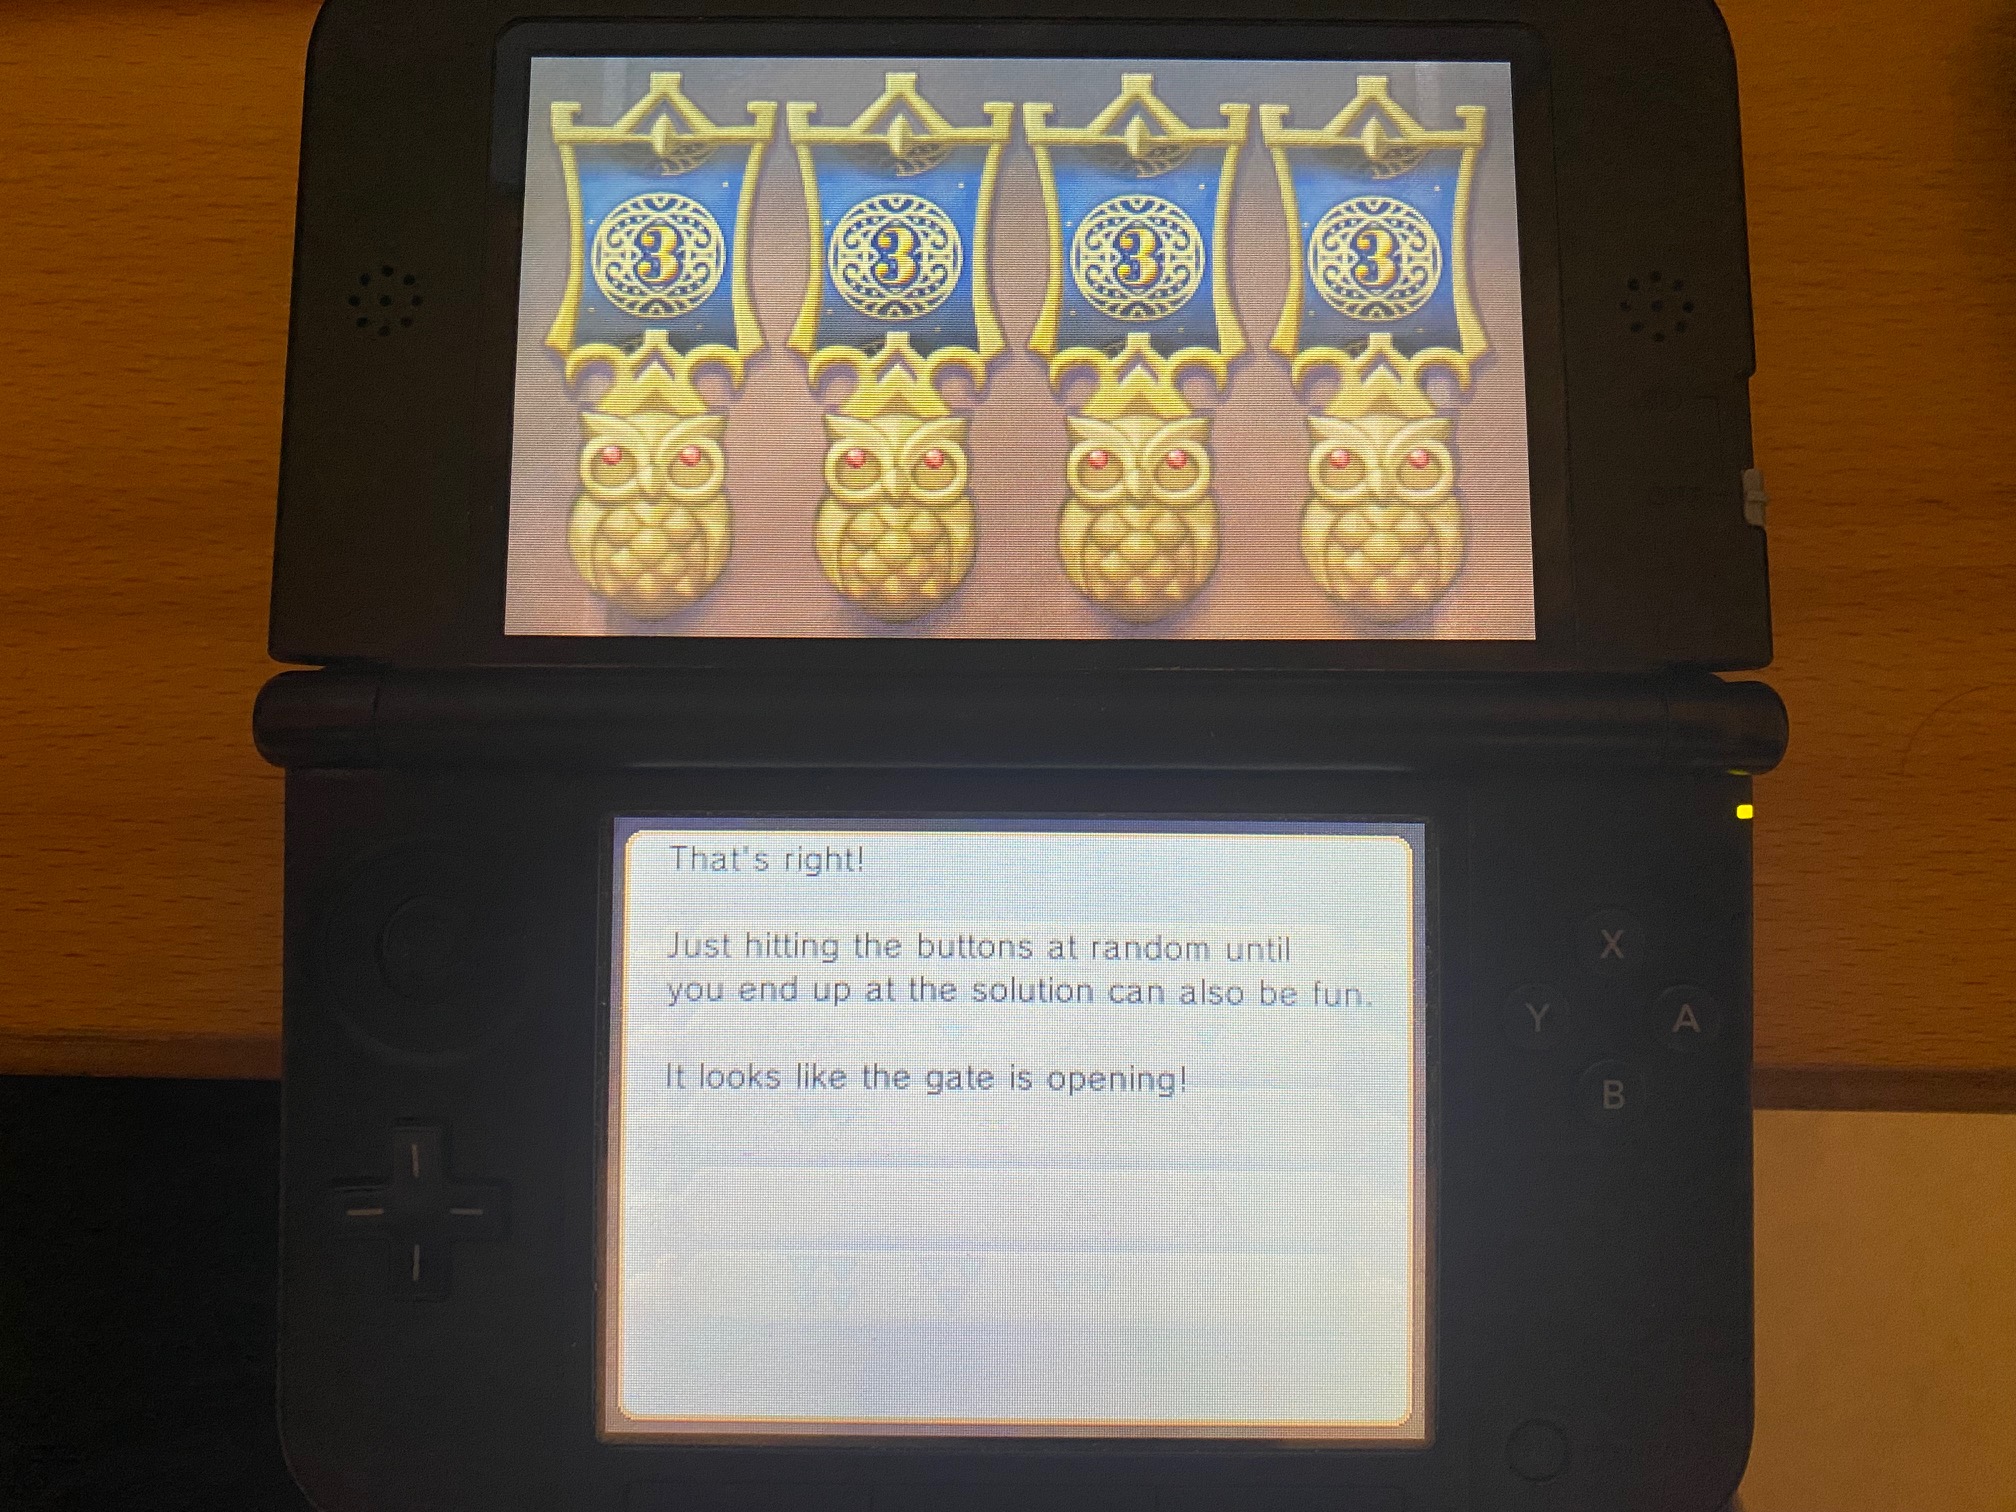 3 3 3 3
That's right!
Just hitting the buttons at random until
you end up at the solution can also be fun.
It looks like the gate is opening!
X
Y A
B